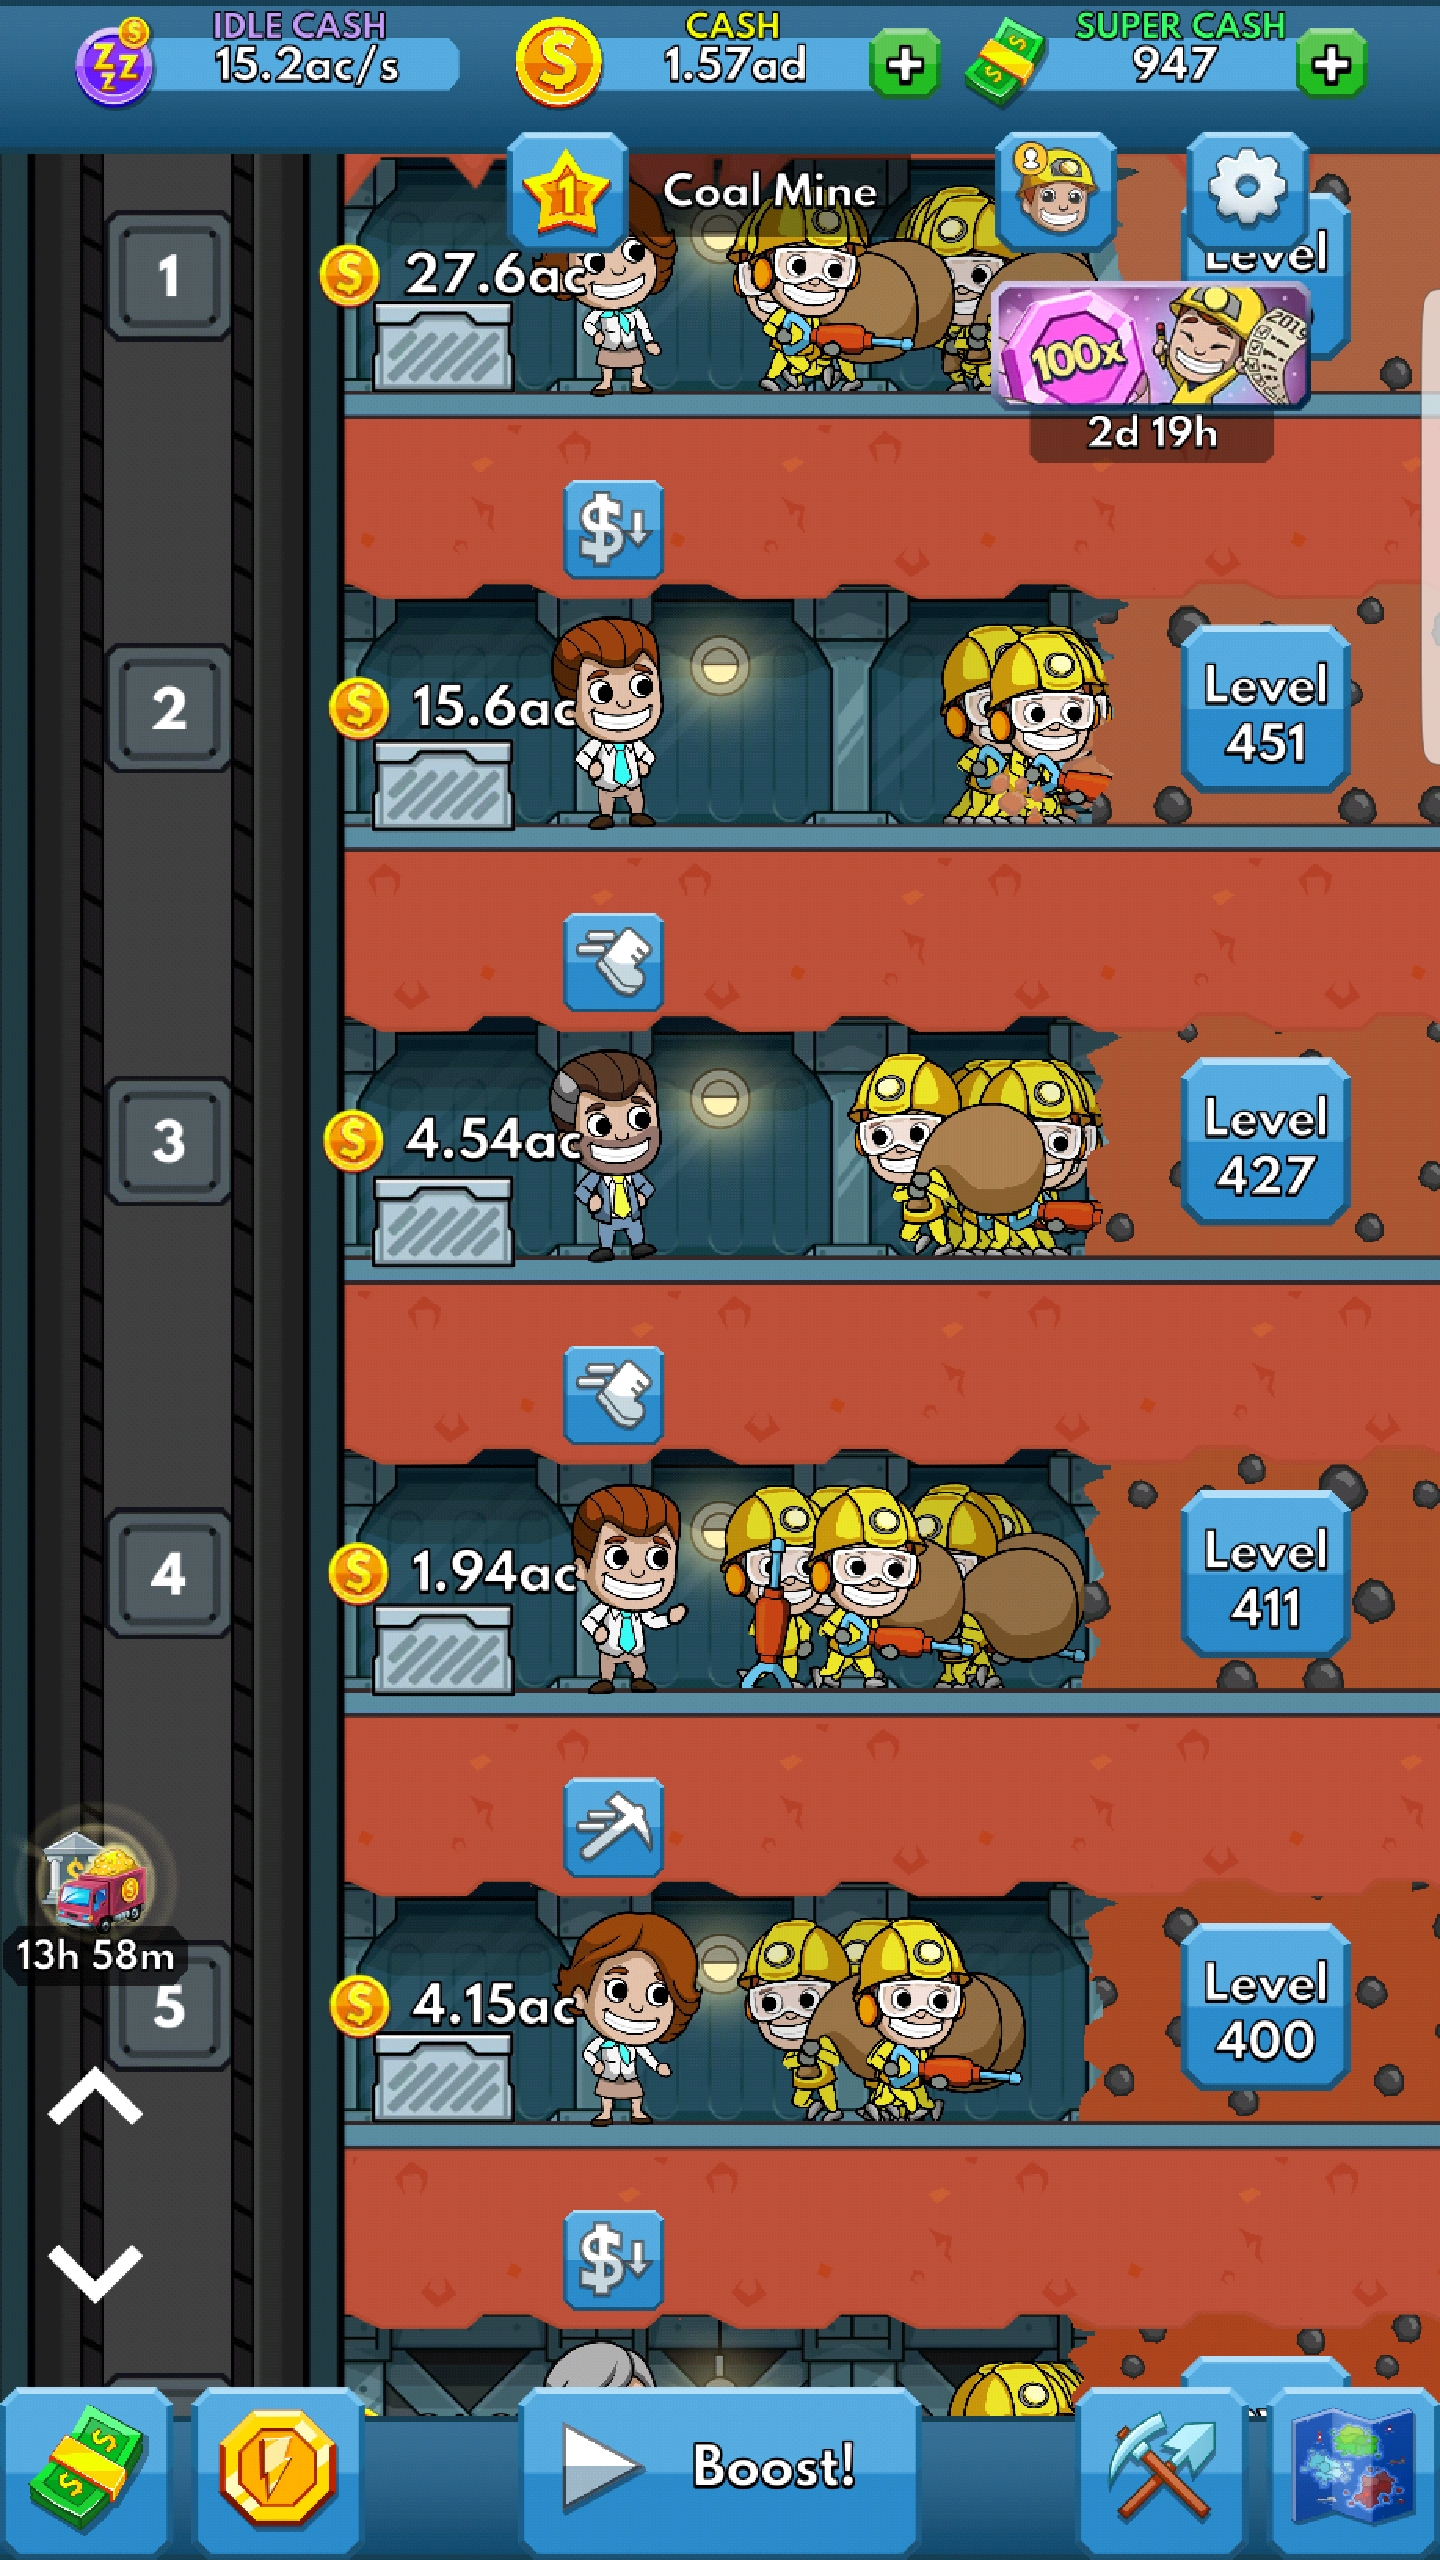 IDLE CASH
15.2ac/s
CASH
1.57ad
SUPER CASH
947
1
Coal Mine
1
27.6ac
Level
100x
2019
2d 19h
2
15.6ac
Level
451
3
4.54ac
Level
427
4
1.94ac
Level
411
13h 58m
5
4.15ac
Level
400
Boost!